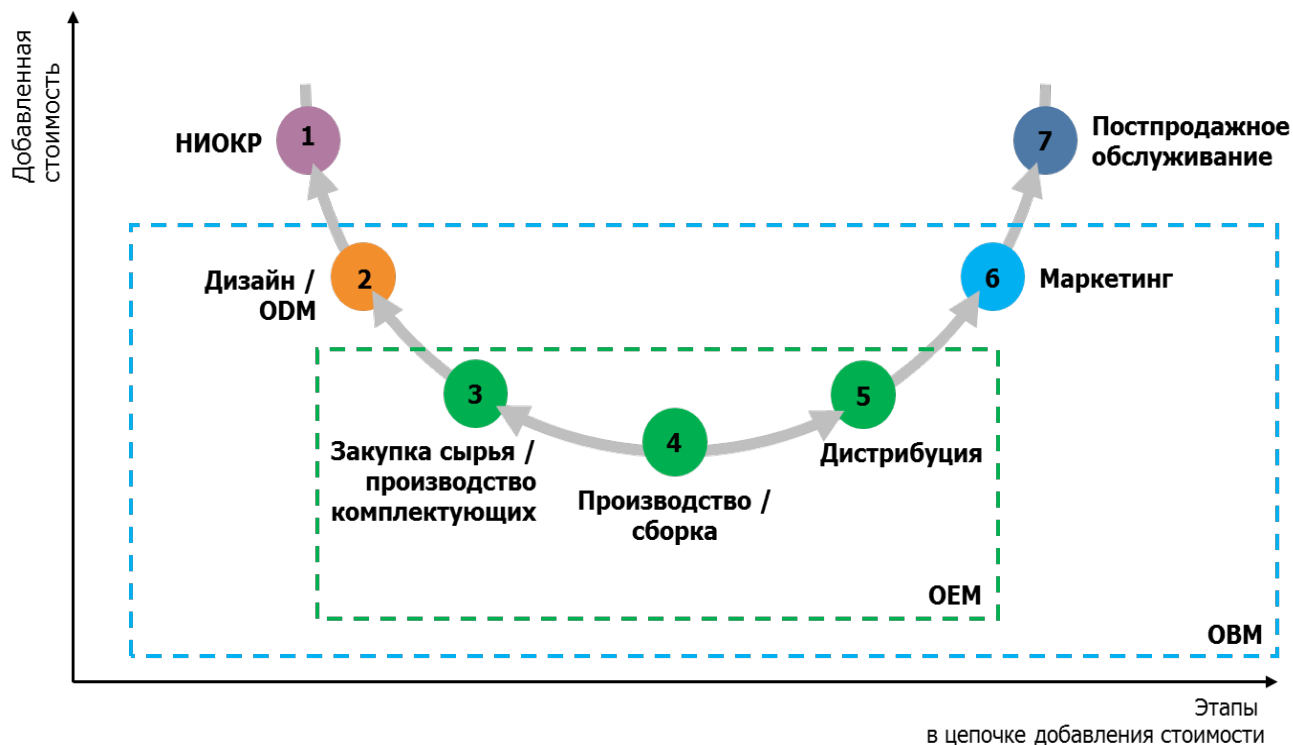 Добавленная
стоимость
1
НИОКР
7
Постпродажное
обслуживание
2
Дизайн /
ODM
6
Маркетинг
3
Закупка сырья /
производство
комплектующих
4
Производство /
сборка
5
Дистрибуция
OEM
OBM
Этапы
в цепочке добавления стоимости